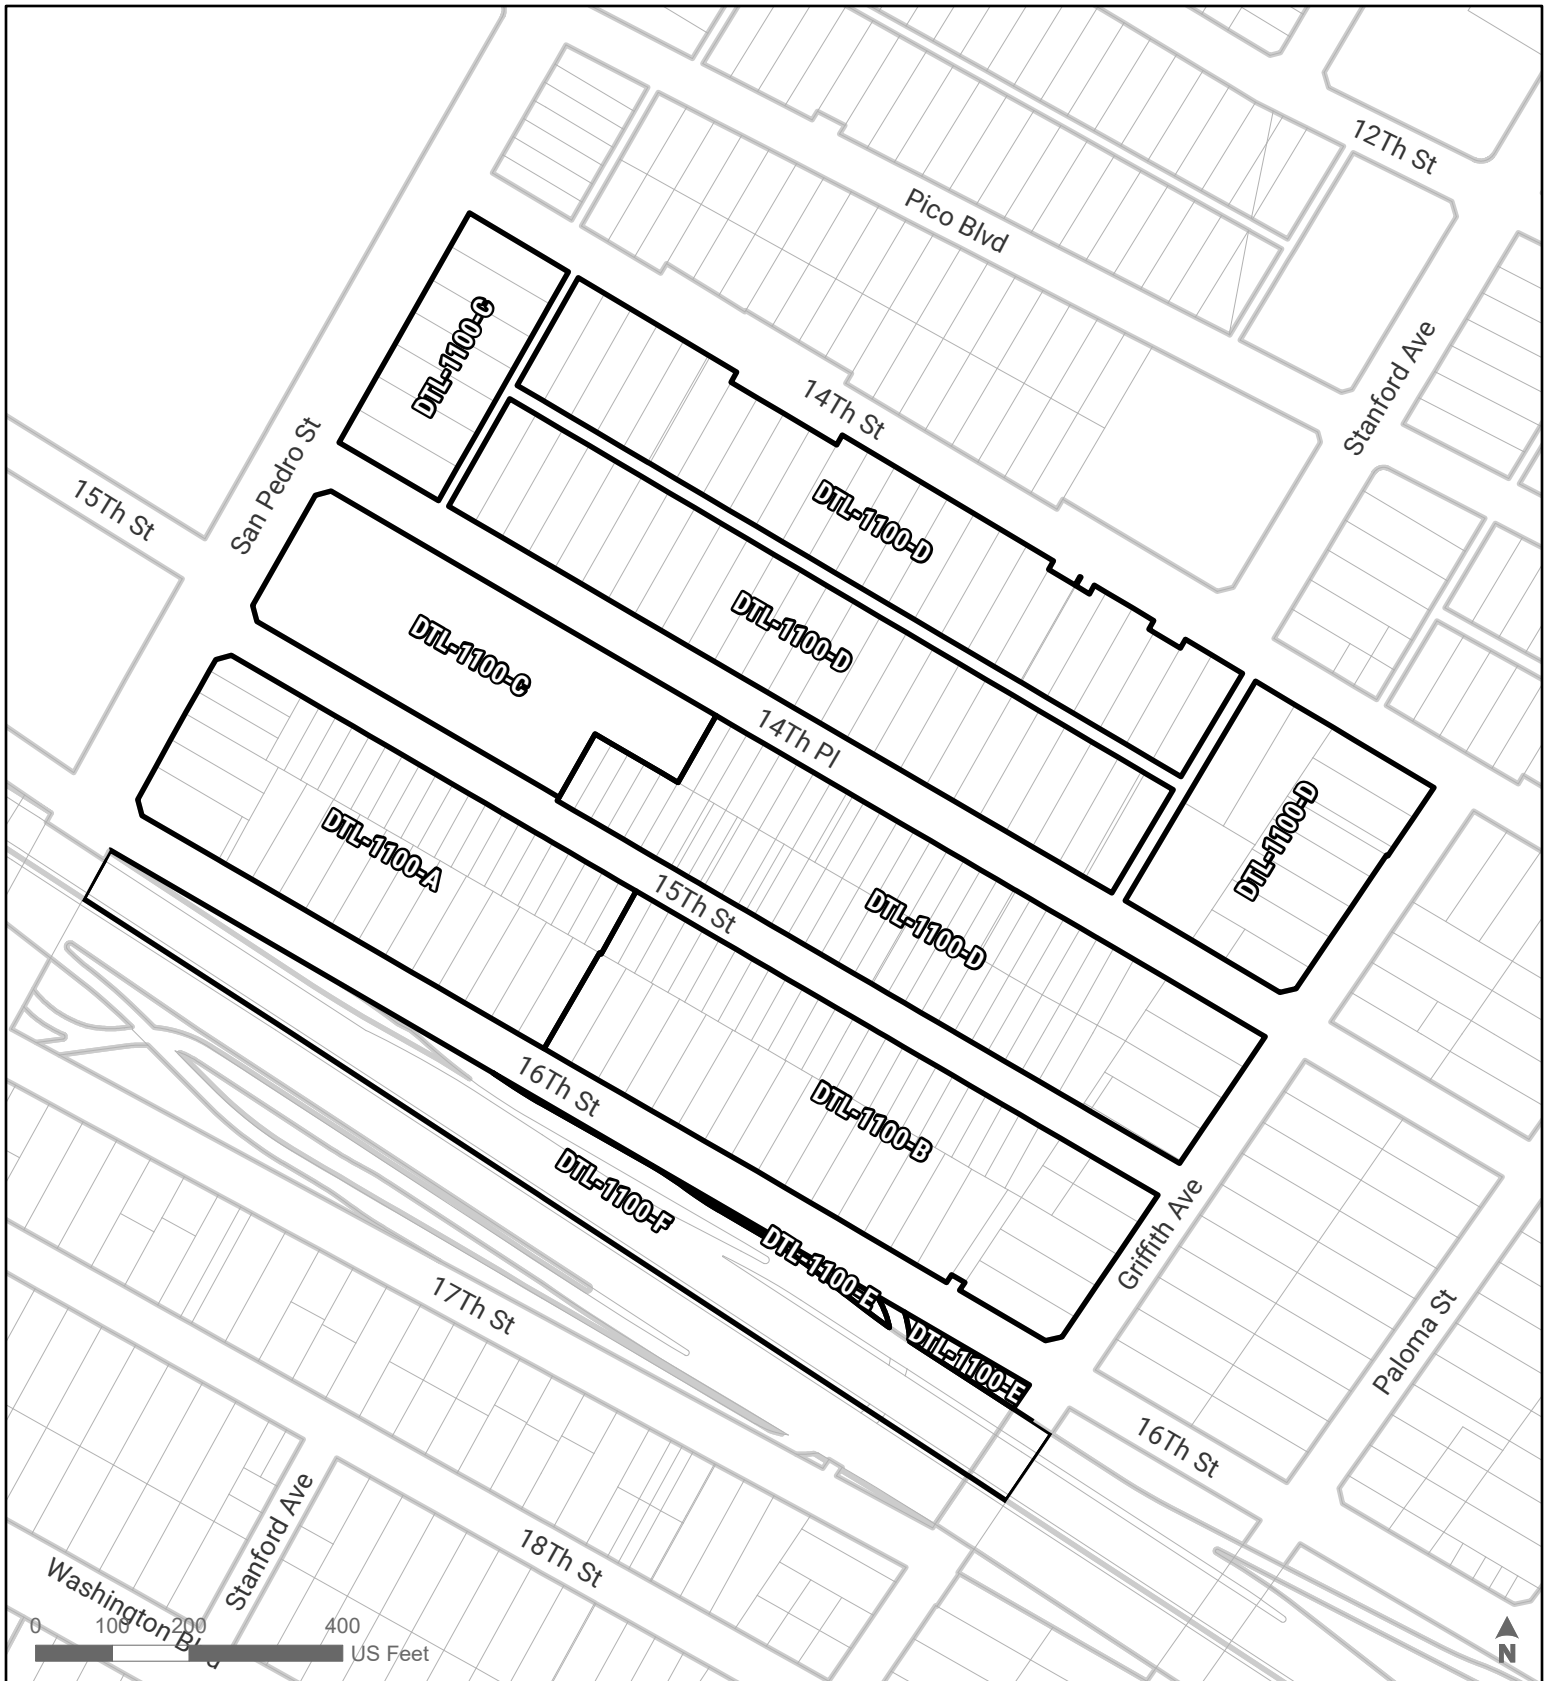 12Th St
Pico Blvd
Stanford Ave
DTL-1100-C
14Th St
San Pedro St
15Th St
DTL-1100-D
DTL-1100-D
DTL-1100-C
14Th Pl
DTL-1100-D
DTL-1100-A
15Th St
DTL-1100-D
16Th St
DTL-1100-B
DTL-1100-F
DTL-1100-E
Griffith Ave
17Th St
DTL-1100-E
Paloma St
16Th St
Stanford Ave
18Th St
Washington Blvd
0 100 200 400
US Feet
N